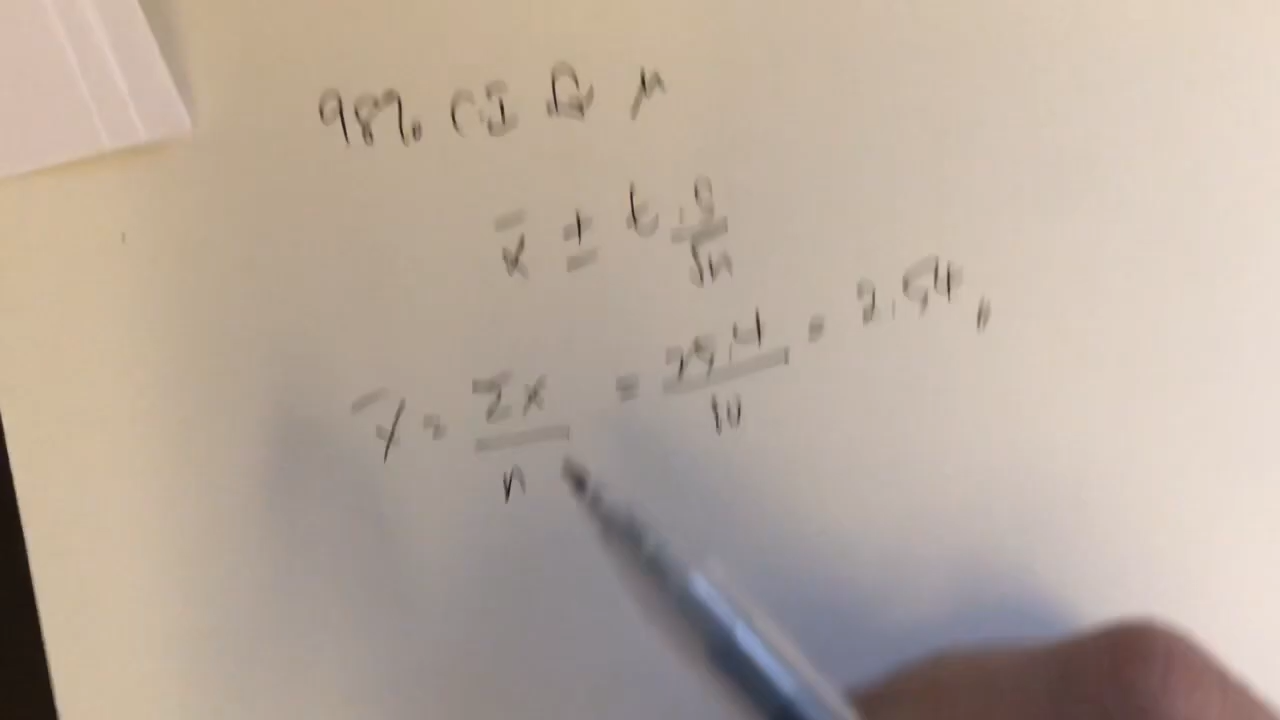 98% CI for μ
x̄ ± t s/√n
x̄ = Σx/n = 25.4/10 = 2.54